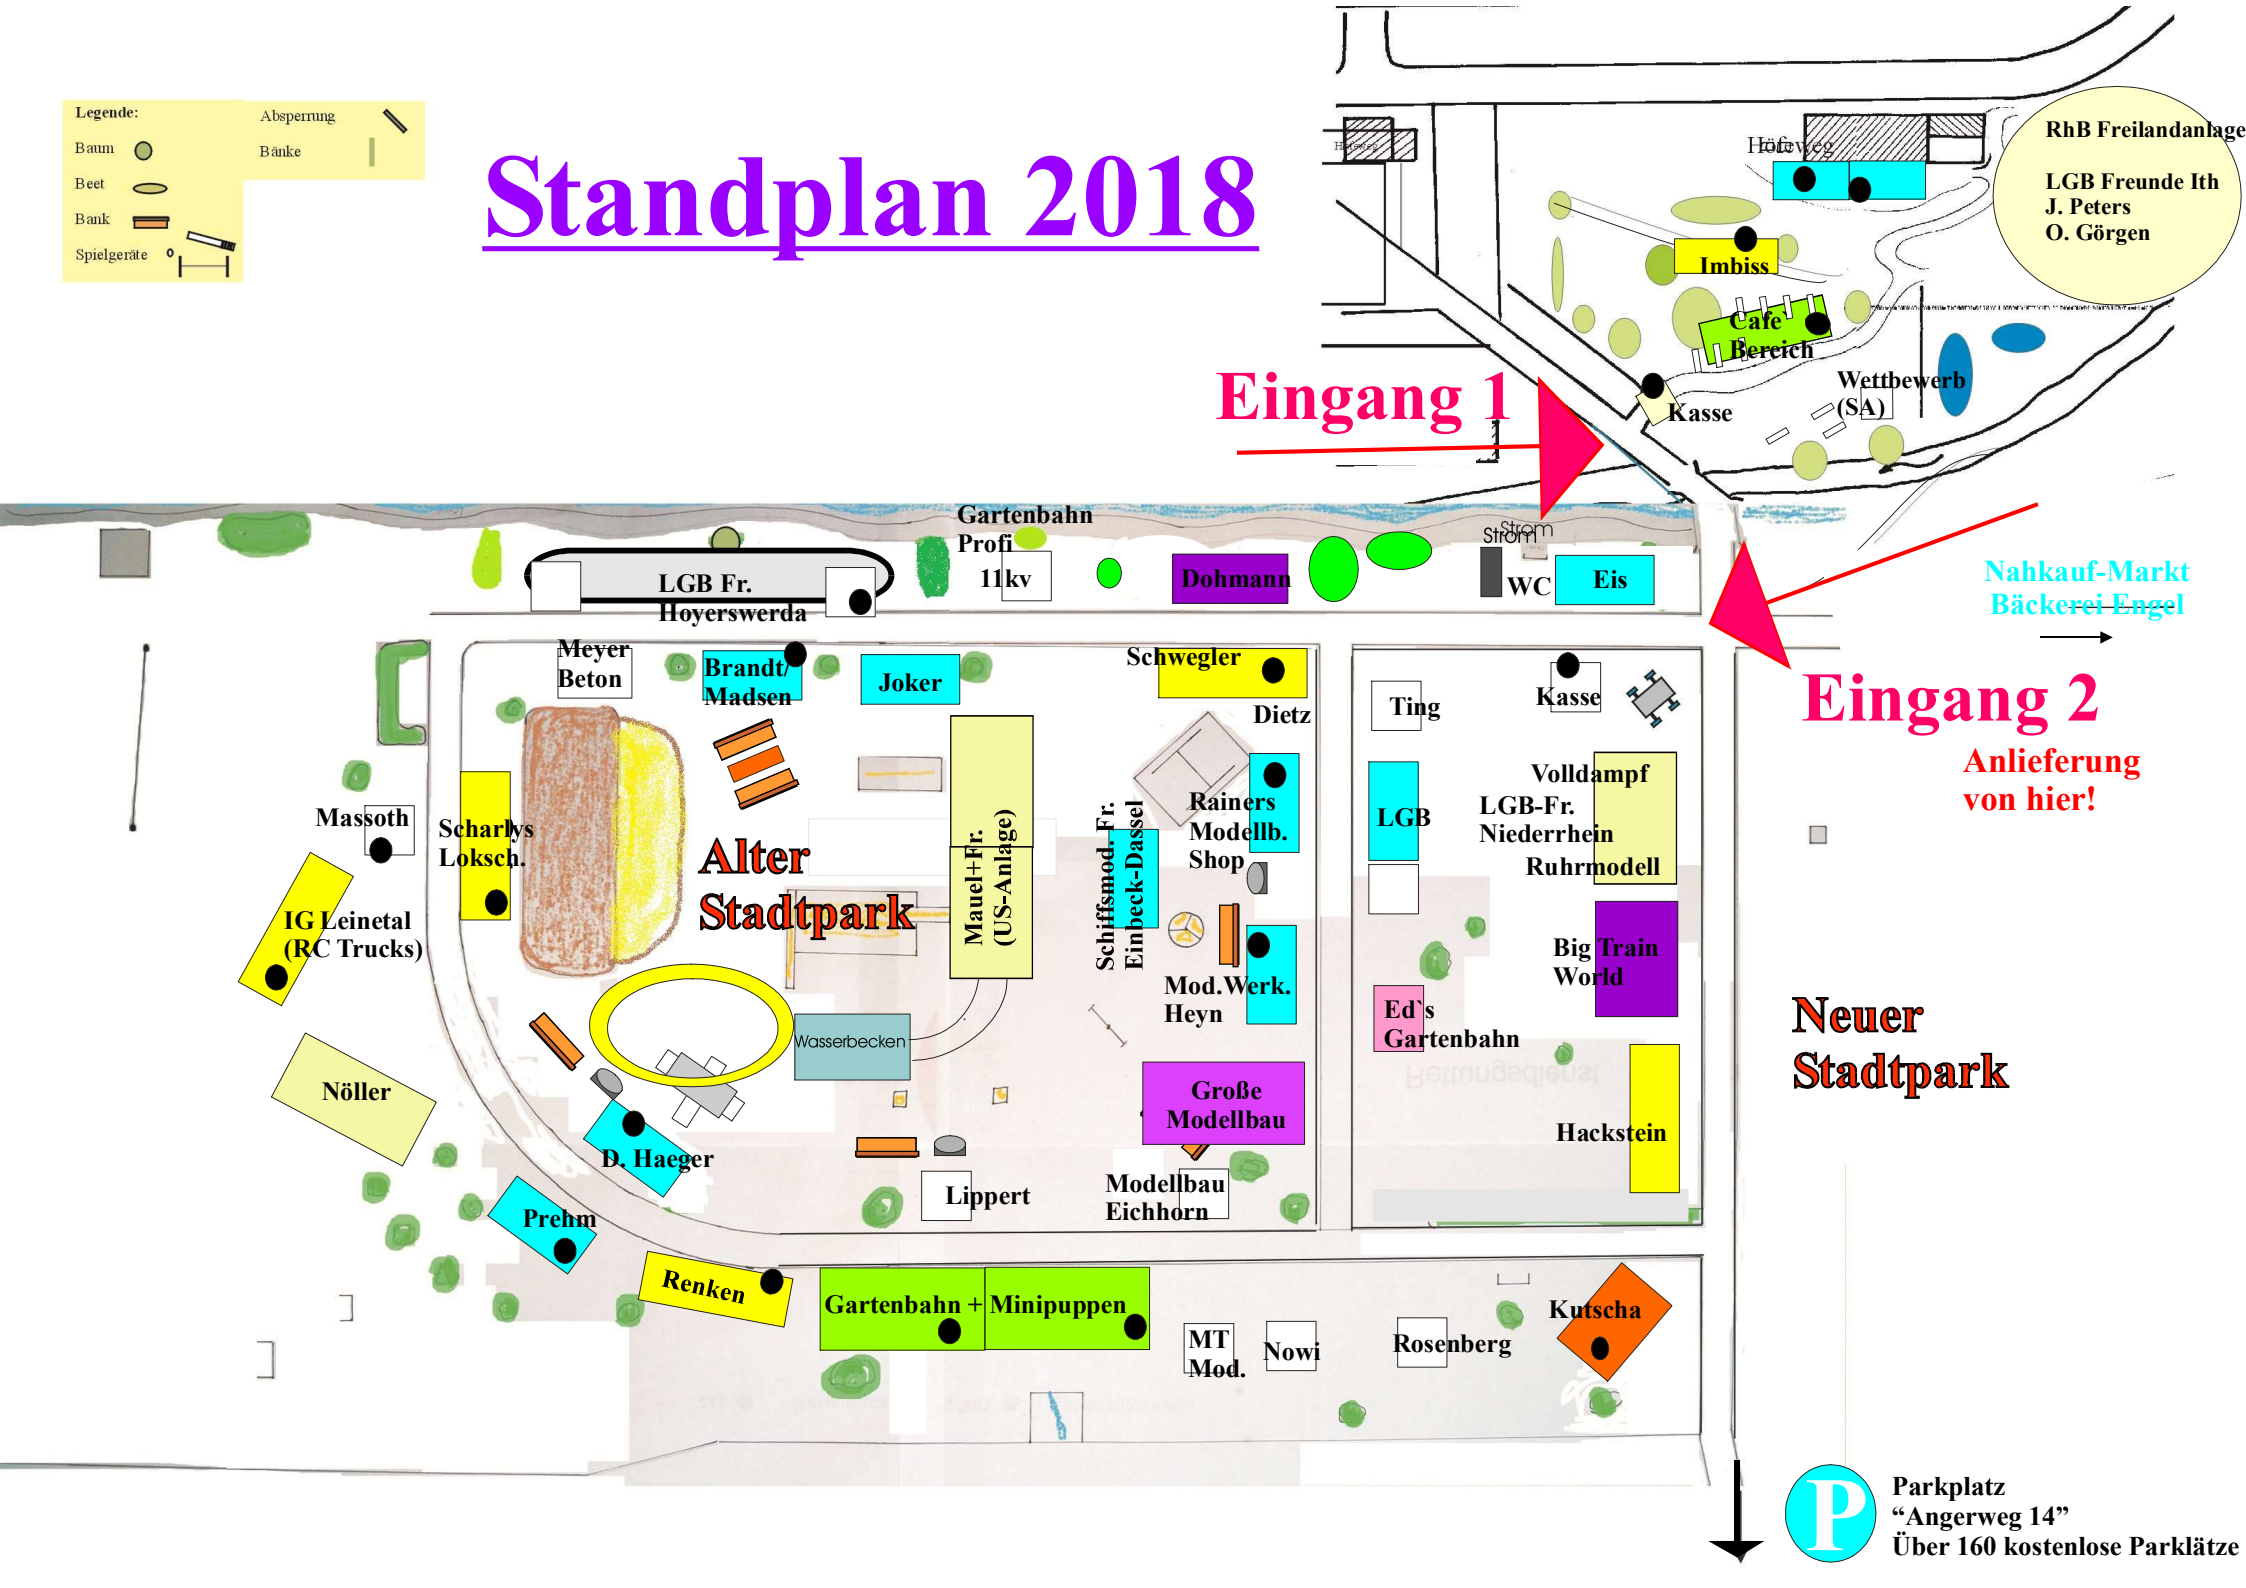 Standplan 2018
Legende:
Baum
Beet
Bank
Spielgeräte
Absperrung
Bänke
Höfeweg
RhB Freilandanlage
LGB Freunde Ith
J. Peters
O. Görgen
Imbiss
Cafe
Bereich
Wettbewerb
(SA)
Kasse
Eingang 1
Gartenbahn
Profi
11kv
LGB Fr.
Hoyerswerda
Dohmann
Strom
Strom
WC
Eis
Nahkauf-Markt
Bäckerei Engel
Eingang 2
Anlieferung
von hier!
Meyer
Beton
Brandt/
Madsen
Joker
Schwegler
Dietz
Ting
Kasse
Massoth
Scharlys
Loksch.
IG Leinetal
(RC Trucks)
Alter
Stadtpark
Mauel+Fr.
(US-Anlage)
Schiffsmod. Fr.
Einbeck-Dassel
Rainers
Modellb.
Shop
LGB
Volldampf
LGB-Fr.
Niederrhein
Ruhrmodell
Big Train
World
Mod.Werk.
Heyn
Ed`s
Gartenbahn
Neuer
Stadtpark
Wasserbecken
Nöller
Große
Modellbau
Rettungsdienst
Hackstein
D. Haeger
Lippert
Modellbau
Eichhorn
Prehm
Renken
Gartenbahn + Minipuppen
MT
Mod.
Nowi
Rosenberg
Kutscha
P
Parkplatz
“Angerweg 14”
Über 160 kostenlose Parklätze